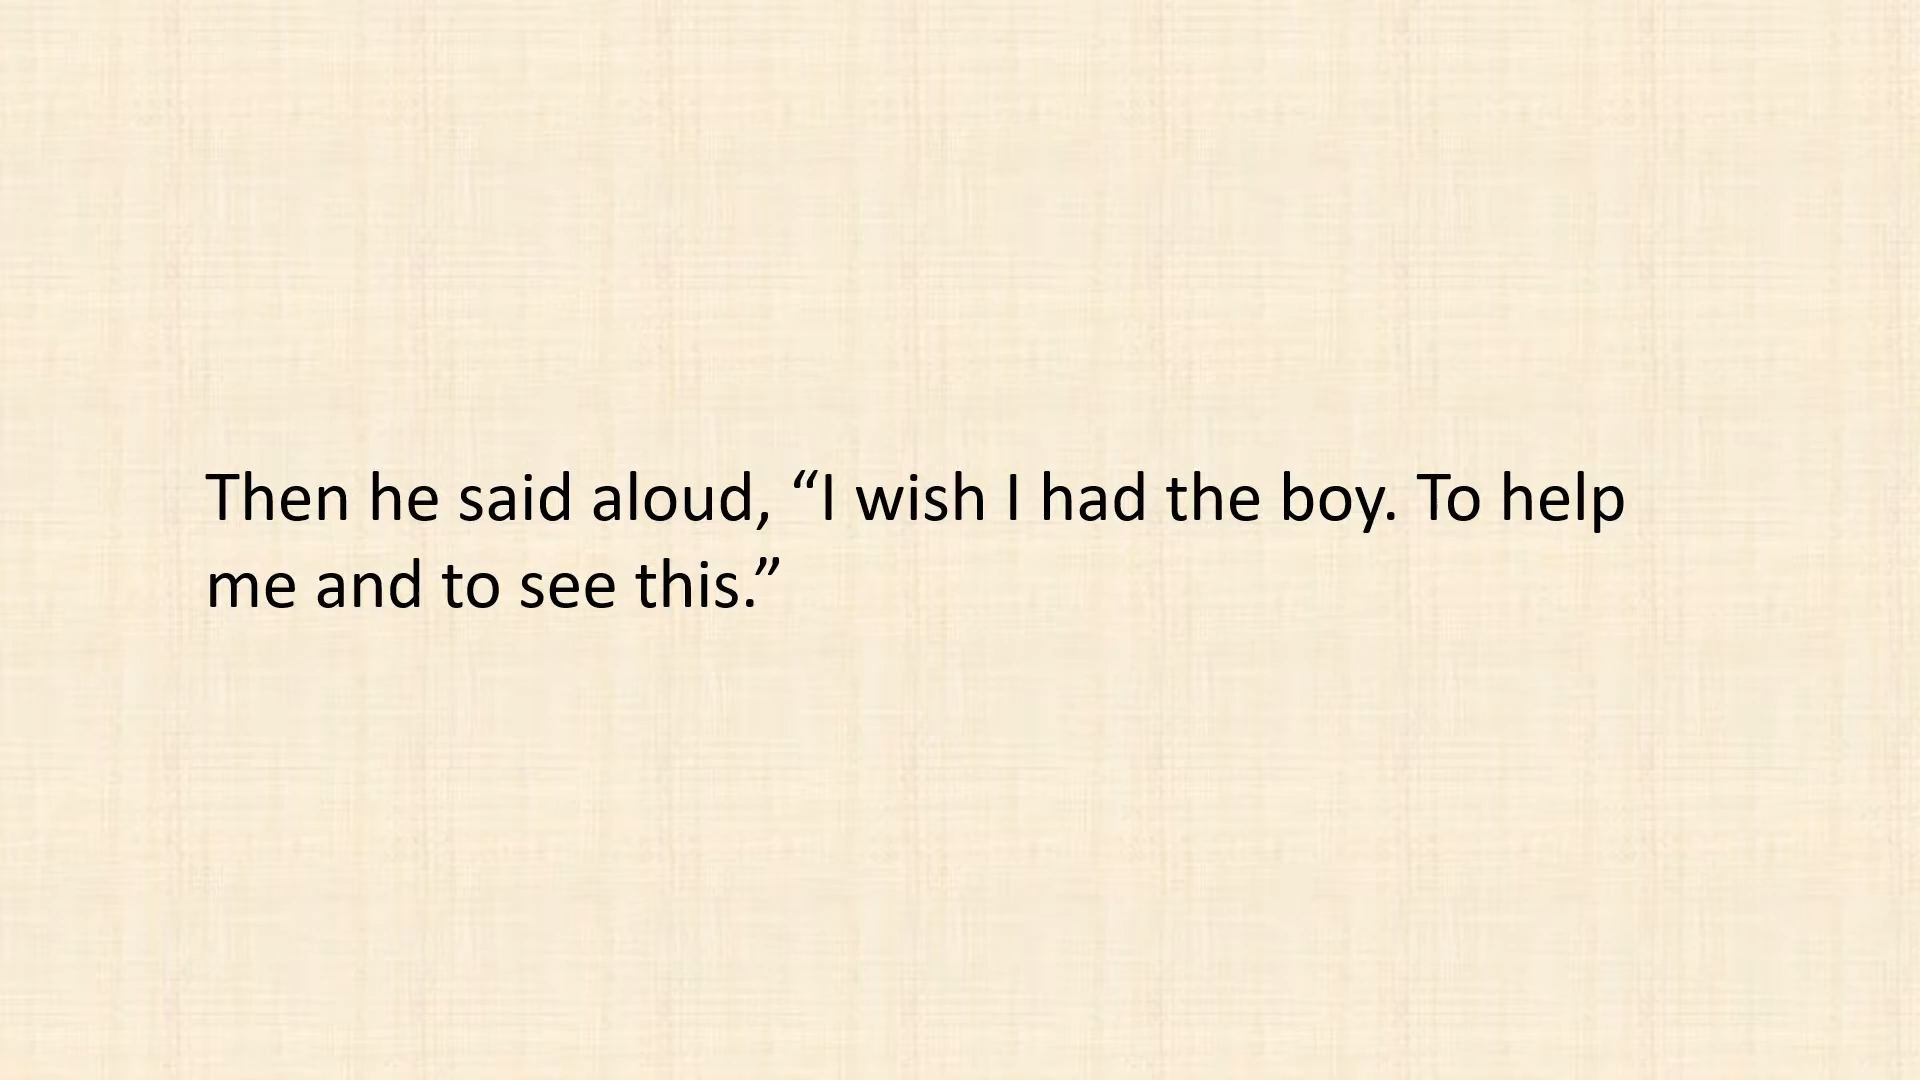 Then he said aloud, “I wish I had the boy. To help
me and to see this.”